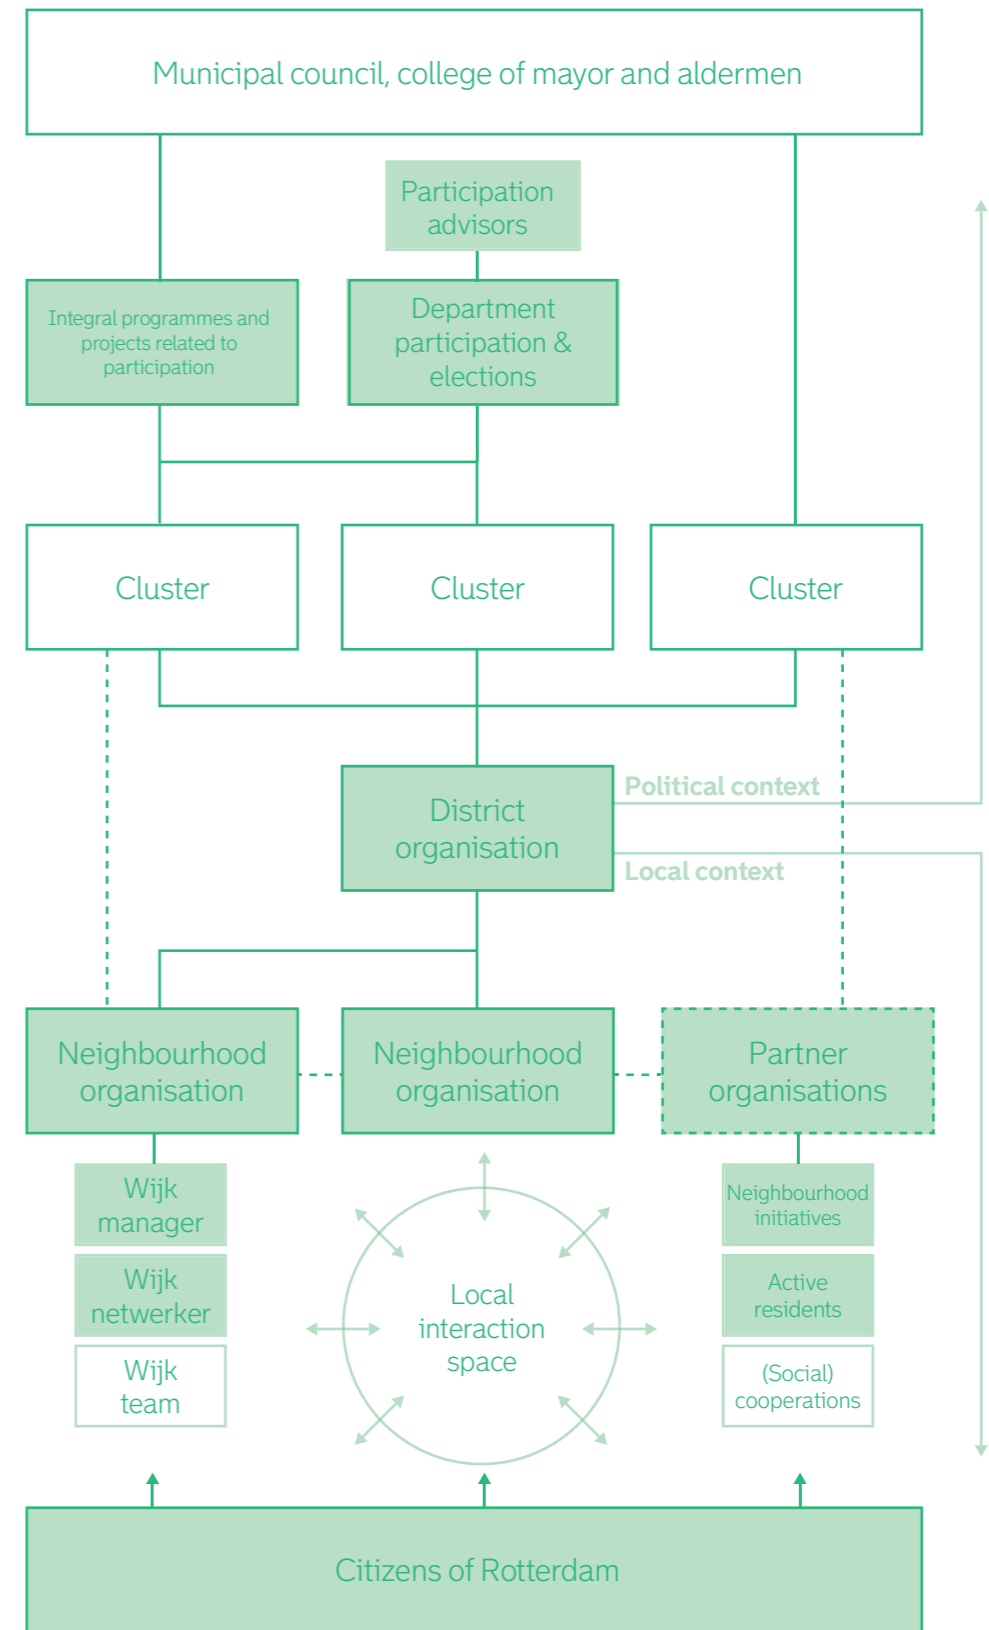 Municipal council, college of mayor and aldermen
Participation
advisors
Integral programmes and
projects related to
participation
Department
participation &
elections
Cluster
Cluster
Cluster
District
organisation
Political context
Local context
Neighbourhood
organisation
Neighbourhood
organisation
Partner
organisations
Wijk
manager
Wijk
netwerker
Wijk
team
Local
interaction
space
Neighbourhood
initiatives
Active
residents
(Social)
cooperations
Citizens of Rotterdam